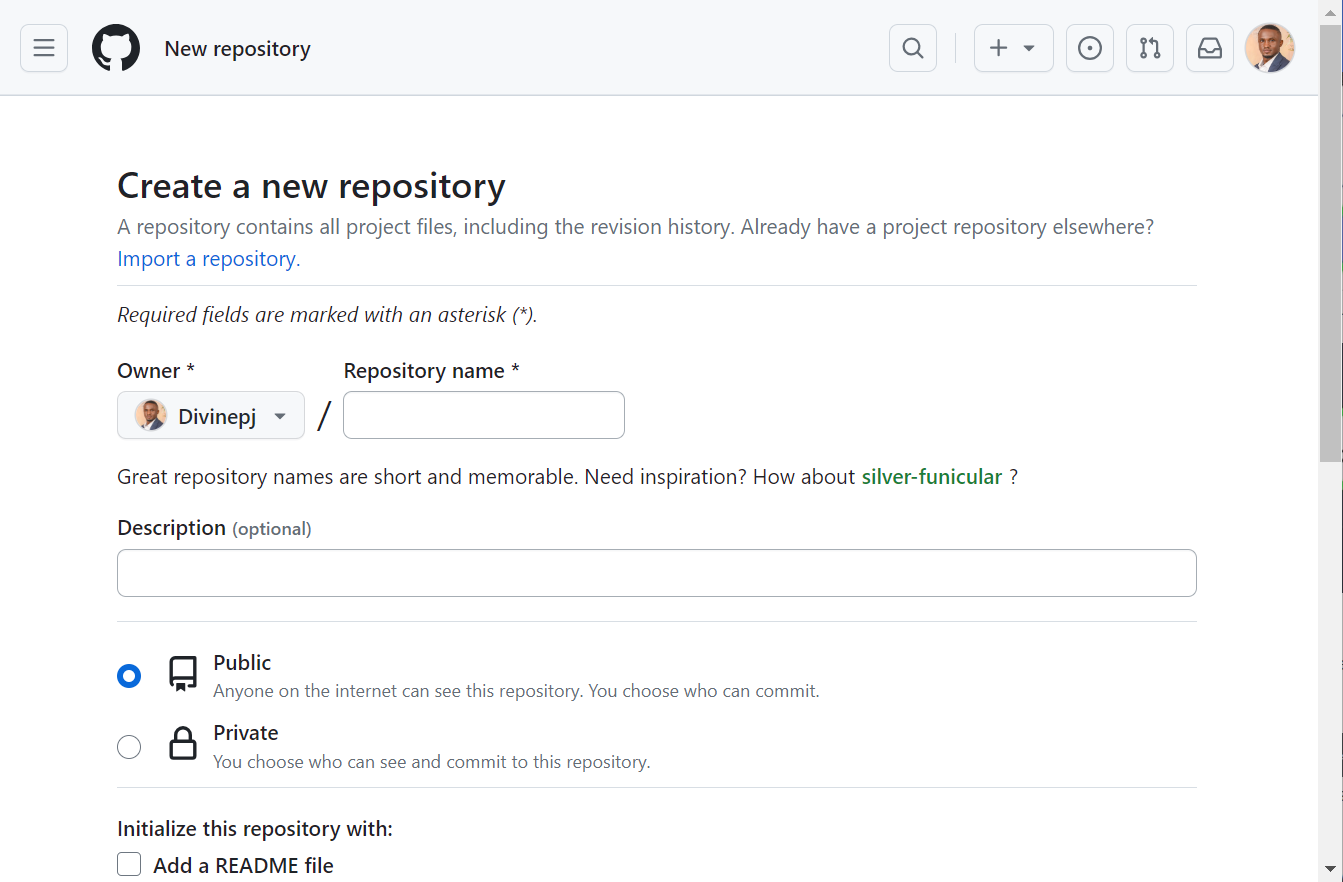 New repository
Create a new repository
A repository contains all project files, including the revision history. Already have a project repository elsewhere?
Import a repository.
Required fields are marked with an asterisk (*).
Owner * Repository name *
Divinepj /
Great repository names are short and memorable. Need inspiration? How about silver-funicular ?
Description (optional)
Public
Anyone on the internet can see this repository. You choose who can commit.
Private
You choose who can see and commit to this repository.
Initialize this repository with:
Add a README file